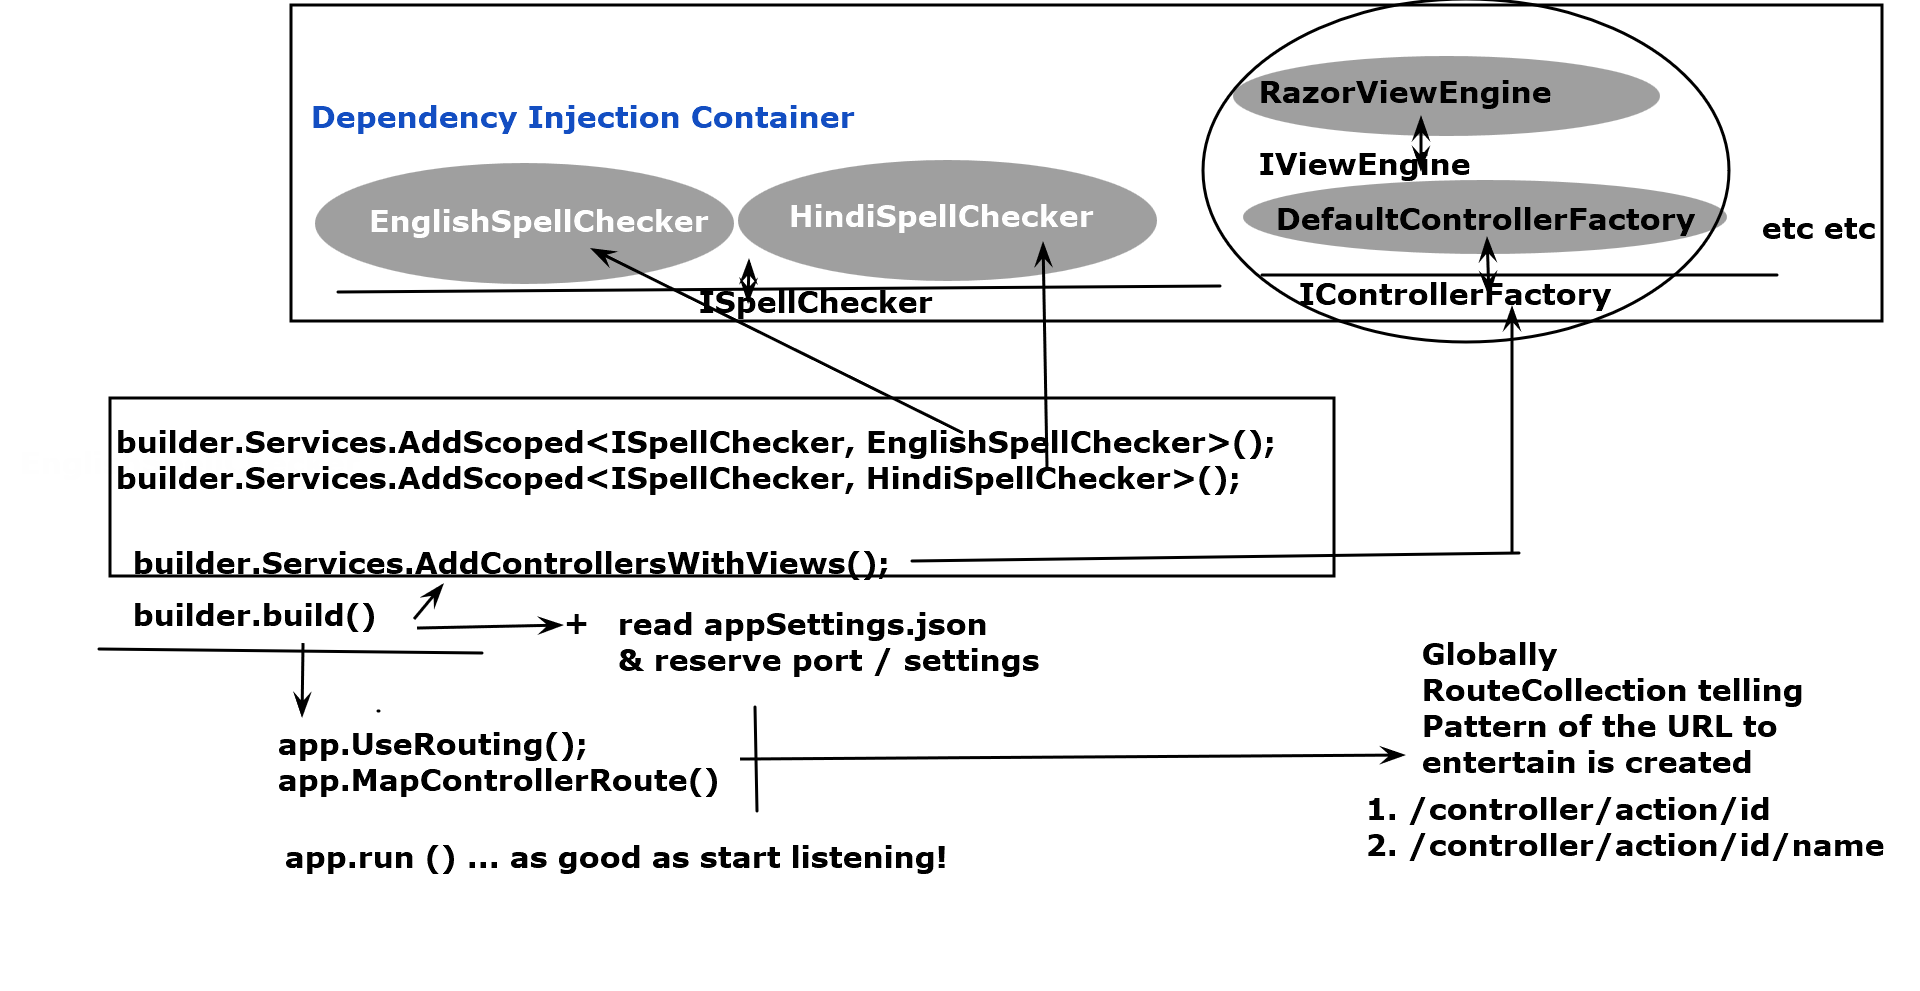 RazorViewEngine
Dependency Injection Container
IViewEngine
EnglishSpellChecker
HindiSpellChecker
DefaultControllerFactory
etc etc
ISpellChecker
IControllerFactory
builder.Services.AddScoped<ISpellChecker, EnglishSpellChecker>();
builder.Services.AddScoped<ISpellChecker, HindiSpellChecker>();
builder.Services.AddControllersWithViews();
builder.build()
+ read appSettings.json
& reserve port / settings
Globally
RouteCollection telling
Pattern of the URL to
entertain is created
app.UseRouting();
app.MapControllerRoute()
1. /controller/action/id
2. /controller/action/id/name
app.run () ... as good as start listening!